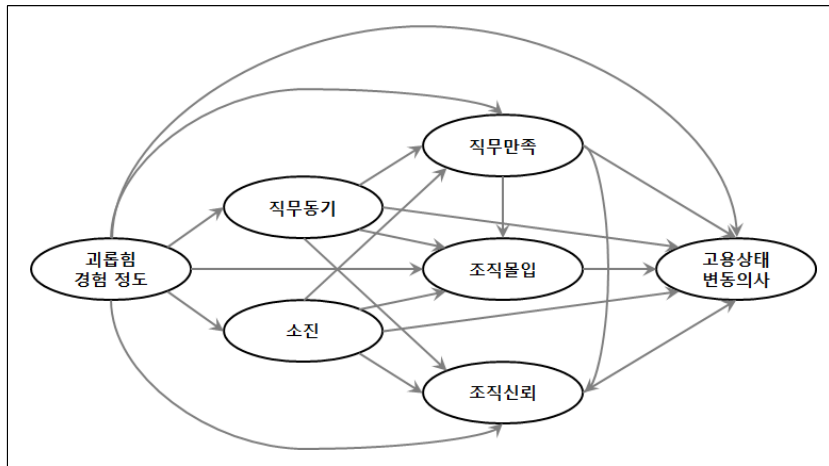 직무만족
직무동기
괴롭힘
경험 정도
조직몰입
고용상태
변동의사
소진
조직신뢰